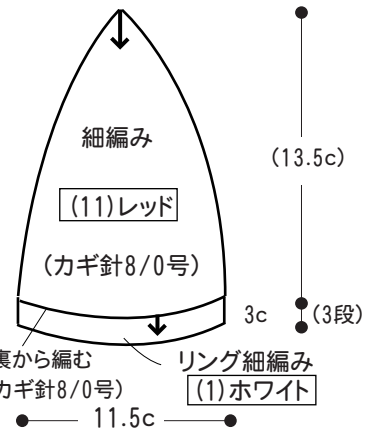 細編み
(13.5c)
(11)レッド
(カギ針8/0号)
3c
(3段)
裏から編む
カギ針8/0号)
リング細編み
(1)ホワイト
11.5c